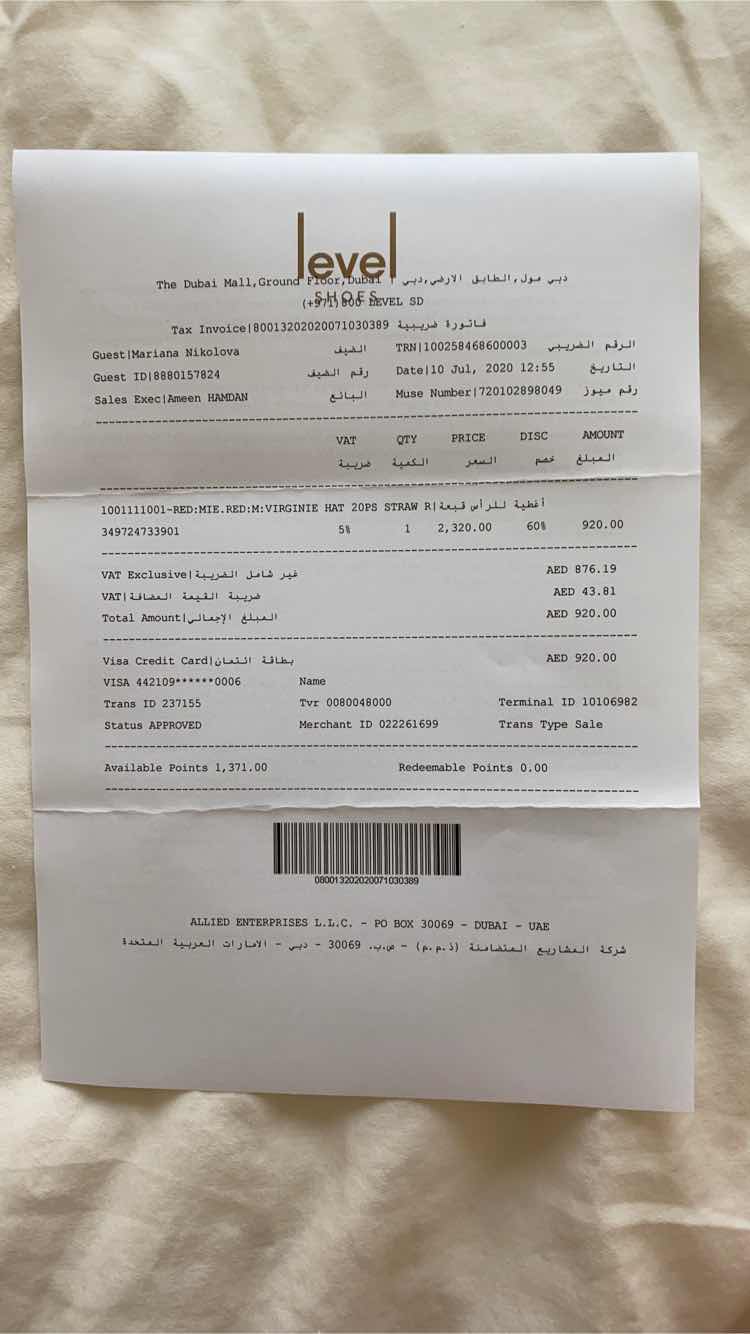 level
SHOES
The Dubai Mall,Ground Floor,Dubai | دبي مول,الطابق الارضي,دبي
(+971)800 LEVEL SD
Tax Invoice|80013202020071030389 فاتورة ضريبية
Guest|Mariana Nikolova الضيف TRN|100258468600003 الرقم الضريبي
Guest ID|8880157824 رقم الضيف Date|10 Jul, 2020 12:55 التاريخ
Sales Exec|Ameen HAMDAN البائع Muse Number|720102898049 رقم ميوز
VAT QTY PRICE DISC AMOUNT
ضريبة الكمية السعر خصم المبلغ
1001111001-RED:MIE.RED:M:VIRGINIE HAT 20PS STRAW R|أغطية للرأس قبعة
349724733901 5% 1 2,320.00 60% 920.00
VAT Exclusive|غير شامل الضريبة AED 876.19
VAT|ضريبة القيمة المضافة AED 43.81
Total Amount|المبلغ الإجمالي AED 920.00
Visa Credit Card|بطاقة ائتمان AED 920.00
VISA 442109******0006 Name
Trans ID 237155 Tvr 0080048000 Terminal ID 10106982
Status APPROVED Merchant ID 022261699 Trans Type Sale
Available Points 1,371.00 Redeemable Points 0.00
080013202020071030389
ALLIED ENTERPRISES L.L.C. - PO BOX 30069 - DUBAI - UAE
شركة المشاريع المتضامنة (ذ.م.م) - ص.ب. 30069 - دبي - الامارات العربية المتحدة